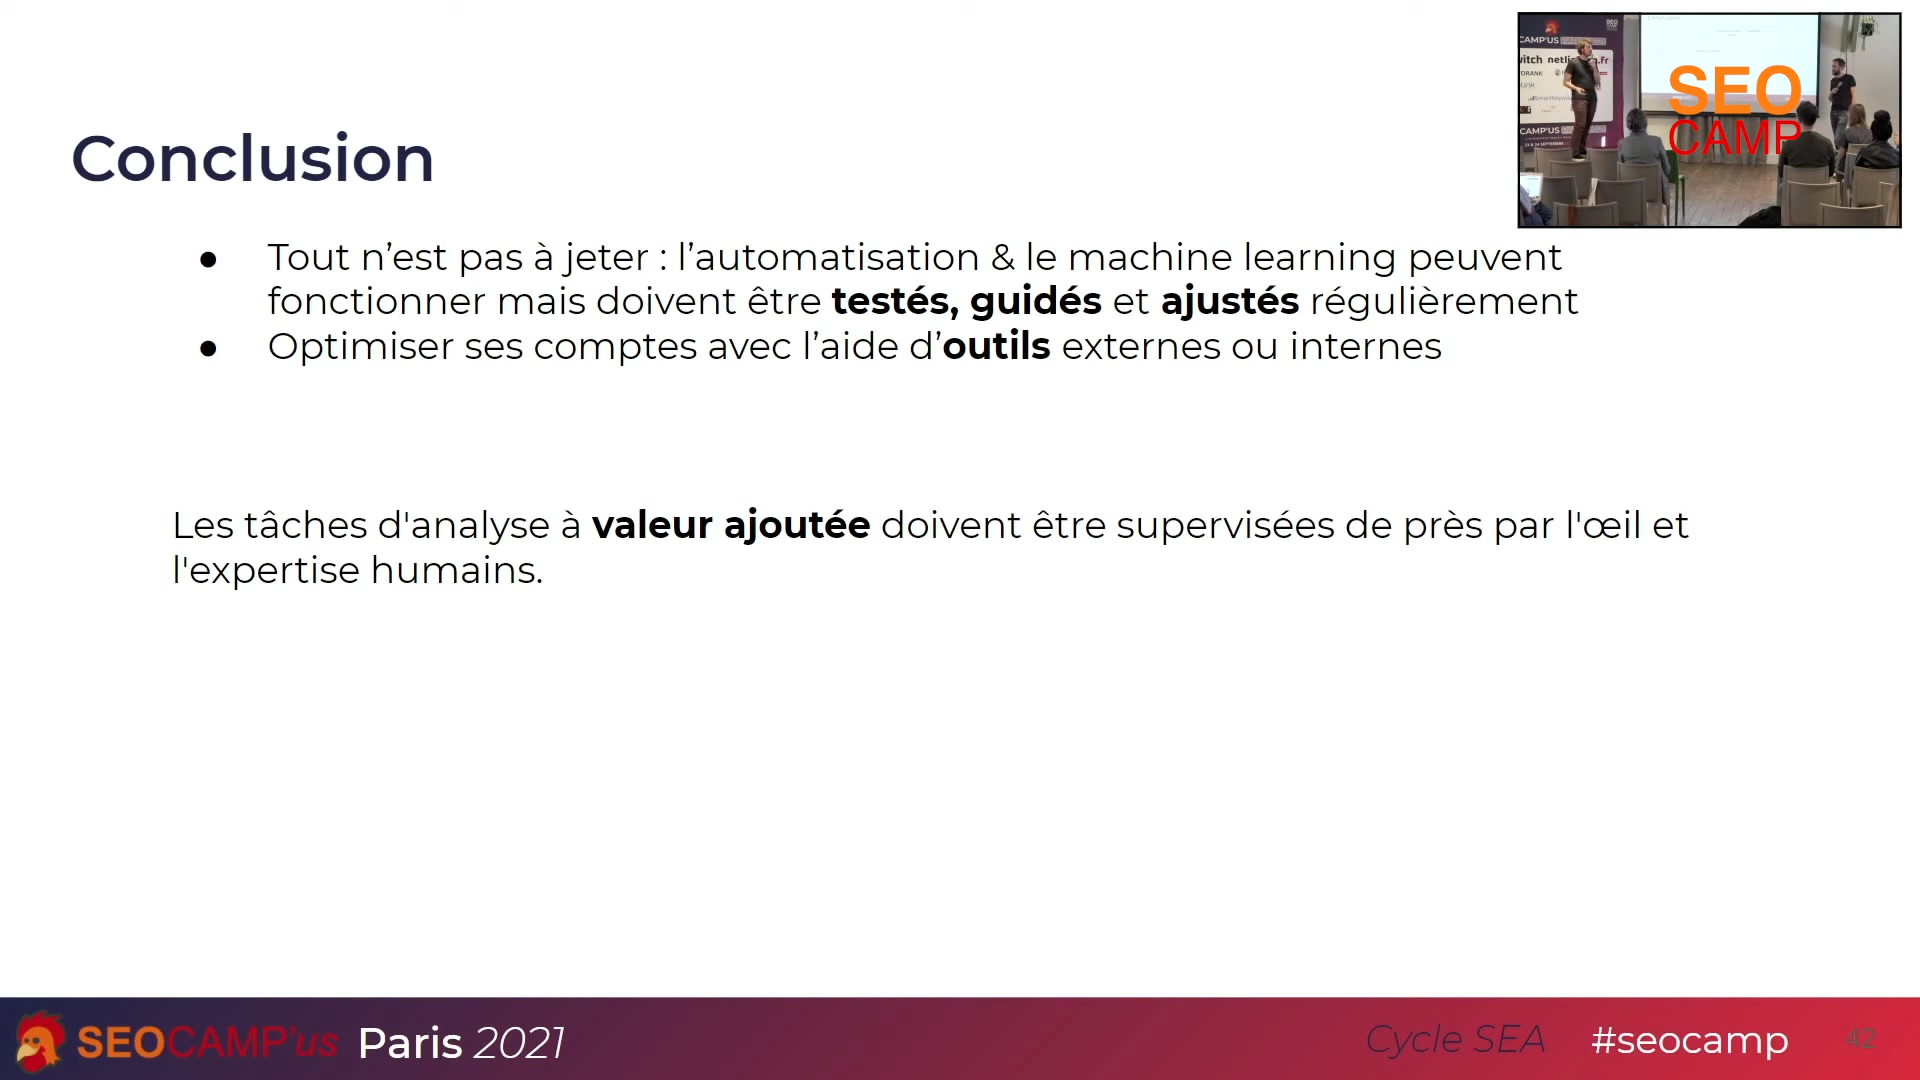 Conclusion
● Tout n’est pas à jeter : l’automatisation & le machine learning peuvent
fonctionner mais doivent être testés, guidés et ajustés régulièrement
● Optimiser ses comptes avec l’aide d’outils externes ou internes
Les tâches d'analyse à valeur ajoutée doivent être supervisées de près par l'œil et
l'expertise humains.
SEO
CAMP
SEOCAMP'us Paris 2021
Cycle SEA #seocamp 42